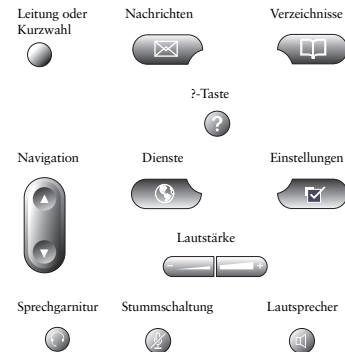 Leitung oder
Kurzwahl
Nachrichten
Verzeichnisse
?-Taste
?
Navigation
Dienste
Einstellungen
Lautstärke
- +
Sprechgarnitur
Stummschaltung
Lautsprecher